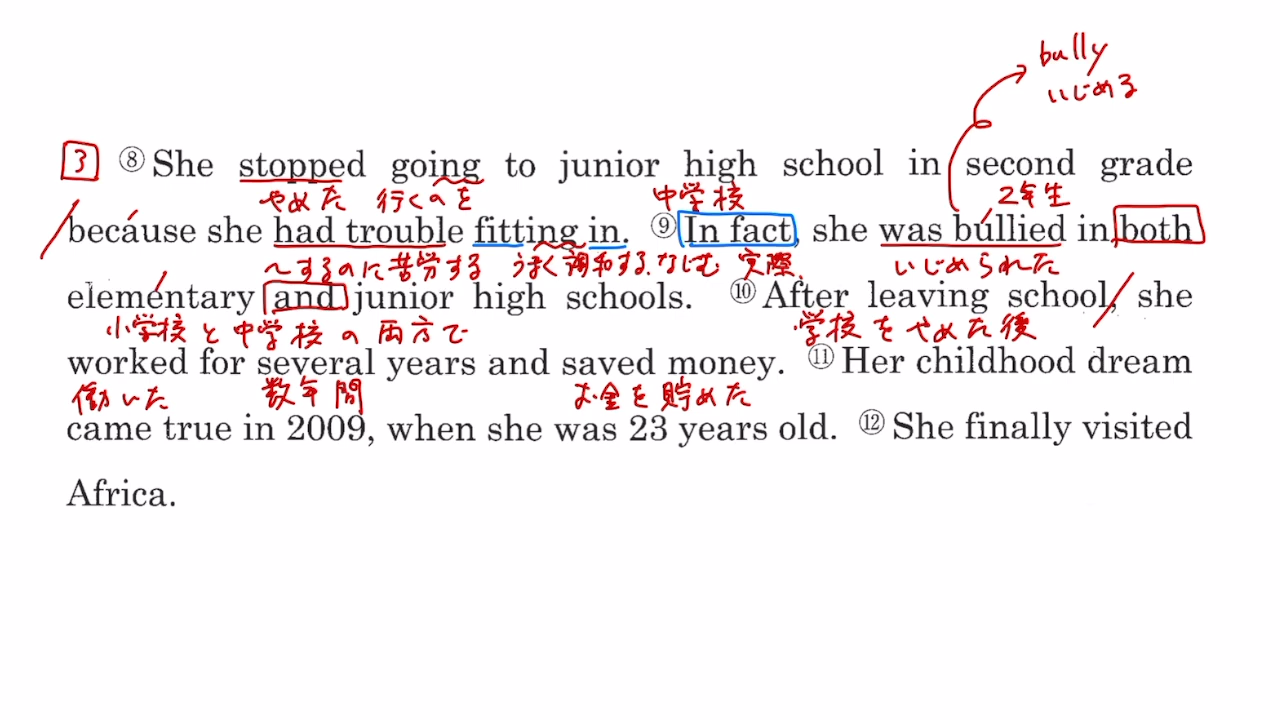 bully
いじめる
3 ⑧ She stopped going to junior high school in second grade
やめた 行くのを 中学校 2年生
because she had trouble fitting in. ⑨ In fact, she was bullied in both
～するのに苦労する うまく調和する、なじむ 実際、 いじめられた
elementary and junior high schools. ⑩ After leaving school, she
小学校と中学校の両方で 学校をやめた後
worked for several years and saved money. ⑪ Her childhood dream
働いた 数年間 お金を貯めた
came true in 2009, when she was 23 years old. ⑫ She finally visited
Africa.